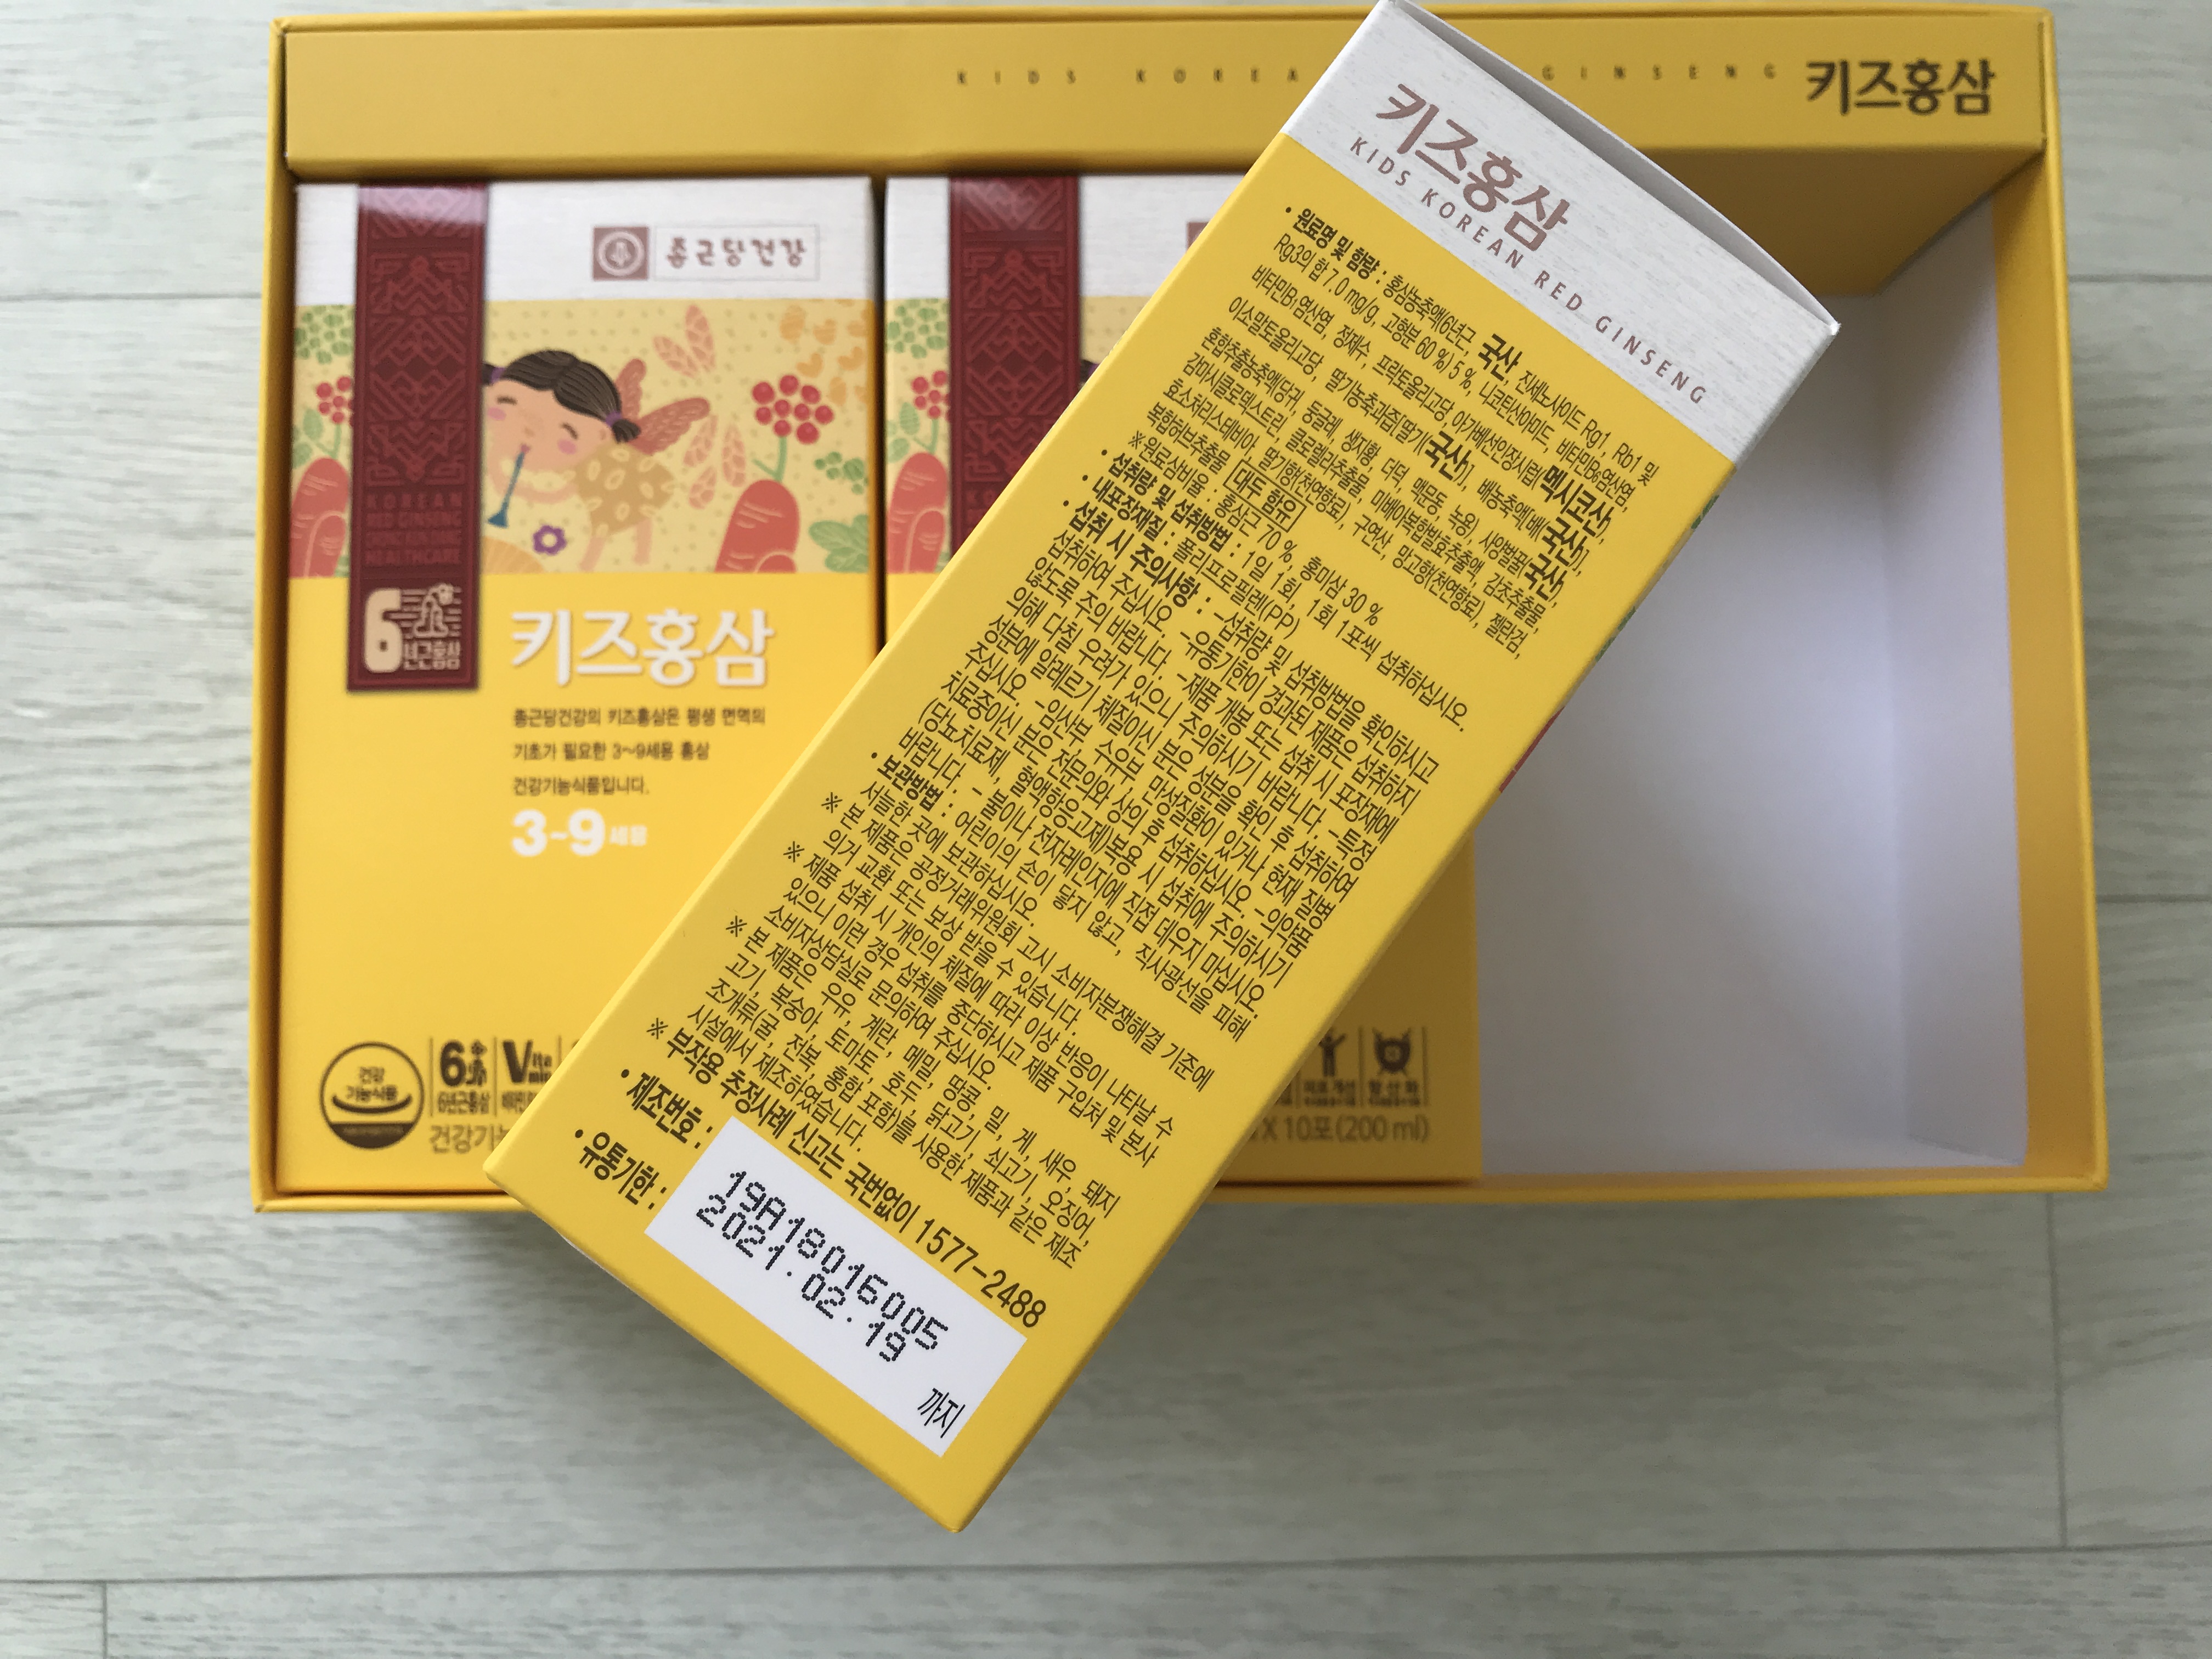 KIDS KOREA
GINSENG
키즈홍삼
종근당건강
KOREAN
RED GINSENG
CHONG KUN DANG
HEALTHCARE
6년근홍삼
키즈홍삼
종근당건강의 키즈홍삼은 평생 면역의
기초가 필요한 3~9세용 홍삼
건강기능식품입니다.
3~9세용
건강
기능식품
6년근홍삼
Vita
min
건강기능
피로개선
항산화
X 10포(200 ml)
키즈홍삼
KIDS KOREAN RED GINSENG
• 원료명 및 함량 : 홍삼농축액(6년근, 국산, 진세노사이드 Rg1, Rb1 및
Rg3의 합 7.0 mg/g, 고형분 60 %) 5 %, 니코틴산아미드, 비타민B₆염산염,
비타민B₁염산염, 정제수, 프락토올리고당, 아가베선인장시럽(멕시코산),
이소말토올리고당, 딸기농축과즙[딸기(국산)], 배농축액[배(국산)],
혼합추출농축액(당귀, 둥굴레, 생지황, 더덕, 맥문동, 녹용), 사양벌꿀(국산),
감마시클로덱스트린, 클로렐라추출물, 미배아복합발효추출액, 감초추출물,
효소처리스테비아, 딸기향(천연향료), 구연산, 망고향(천연향료), 젤란검,
복합허브추출물 대두 함유
※원료삼비율 : 홍삼근 70 %, 홍미삼 30 %
• 섭취량 및 섭취방법 : 1일 1회, 1회 1포씩 섭취하십시오.
• 내포장재질 : 폴리프로필렌(PP)
• 섭취 시 주의사항 : -섭취량 및 섭취방법을 확인하시고
섭취하여 주십시오. -유통기한이 경과된 제품은 섭취하지
않도록 주의 바랍니다. -제품 개봉 또는 섭취 시 포장재에
의해 다칠 우려가 있으니 주의하시기 바랍니다. -특정
성분에 알레르기 체질이신 분은 성분을 확인 후 섭취하여
주십시오. -임산부, 수유부, 만성질환이 있거나 현재 질병
치료중이신 분은 전문의와 상의 후 섭취하십시오. -의약품
(당뇨치료제, 혈액항응고제)복용 시 섭취에 주의하시기
바랍니다. - 불이나 전자레인지에 직접 데우지 마십시오.
• 보관방법 : 어린이의 손이 닿지 않고, 직사광선을 피해
서늘한 곳에 보관하십시오.
※ 본 제품은 공정거래위원회 고시 소비자분쟁해결 기준에
의거 교환 또는 보상 받을 수 있습니다.
※ 제품 섭취 시 개인의 체질에 따라 이상 반응이 나타날 수
있으니 이런 경우 섭취를 중단하시고 제품 구입처 및 본사
소비자상담실로 문의하여 주십시오.
※ 본 제품은 우유, 계란, 메밀, 땅콩, 밀, 게, 새우, 돼지
고기, 복숭아, 토마토, 호두, 닭고기, 쇠고기, 오징어,
조개류(굴, 전복, 홍합 포함)를 사용한 제품과 같은 제조
시설에서 제조하였습니다.
※ 부작용 추정사례 신고는 국번없이 1577-2488
• 제조번호 : 19A18016005
• 유통기한 : 2021.02.19
까지